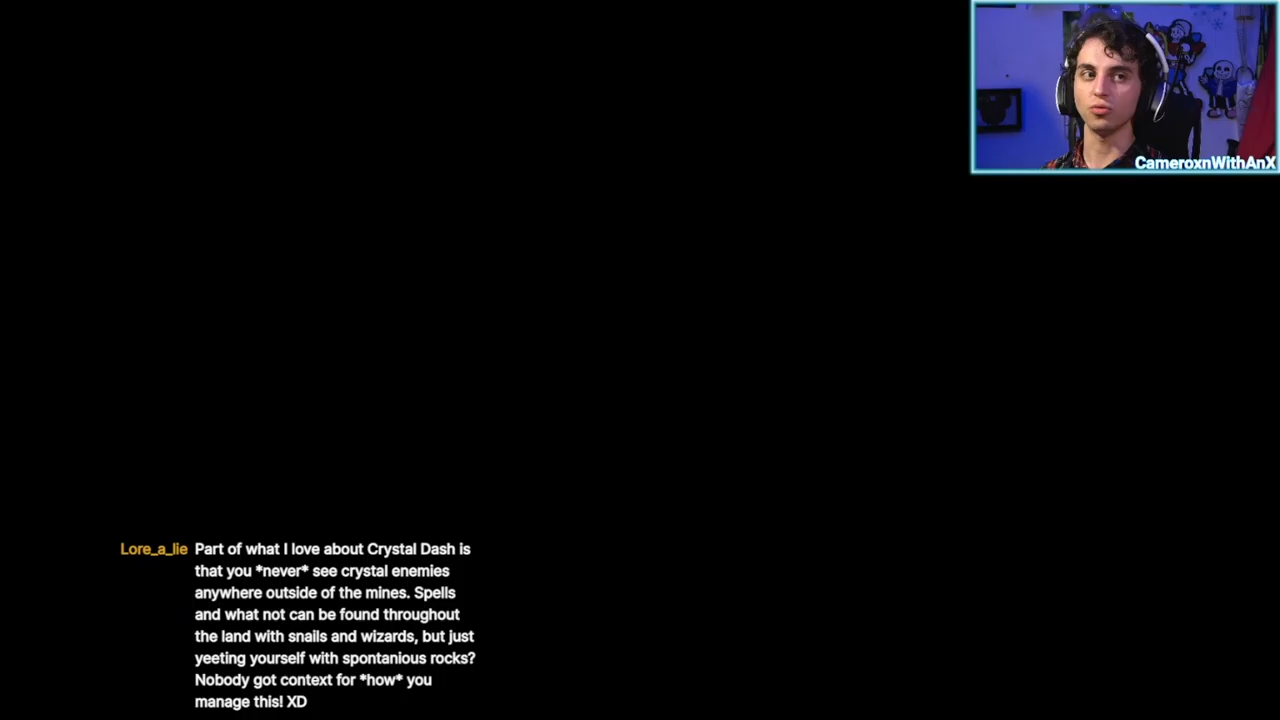 CameroxnWithAnX
Lore_a_lie Part of what I love about Crystal Dash is
that you *never* see crystal enemies
anywhere outside of the mines. Spells
and what not can be found throughout
the land with snails and wizards, but just
yeeting yourself with spontanious rocks?
Nobody got context for *how* you
manage this! XD